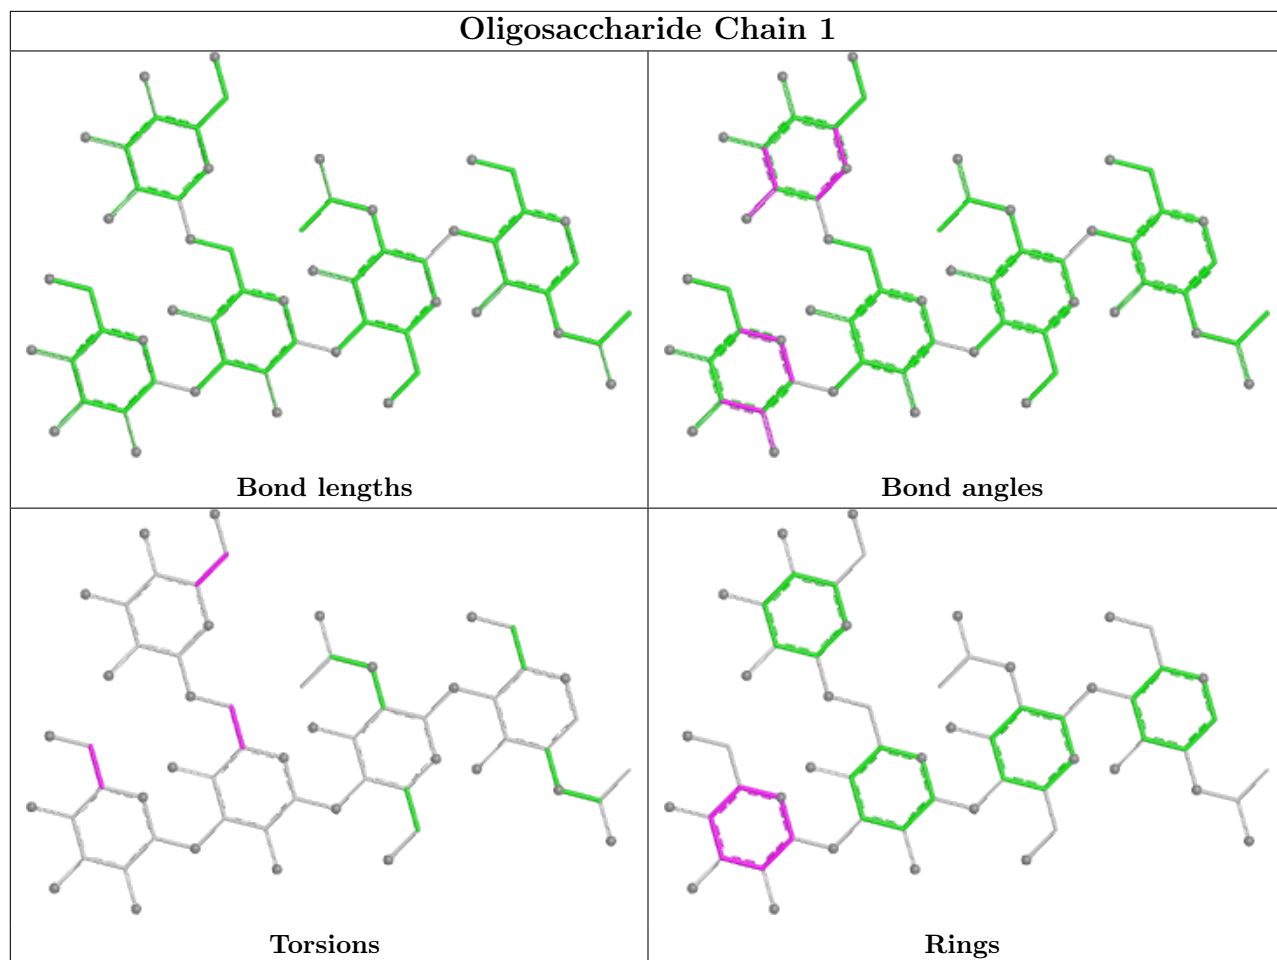 Oligosaccharide Chain 1
Bond lengths
Bond angles
Torsions
Rings